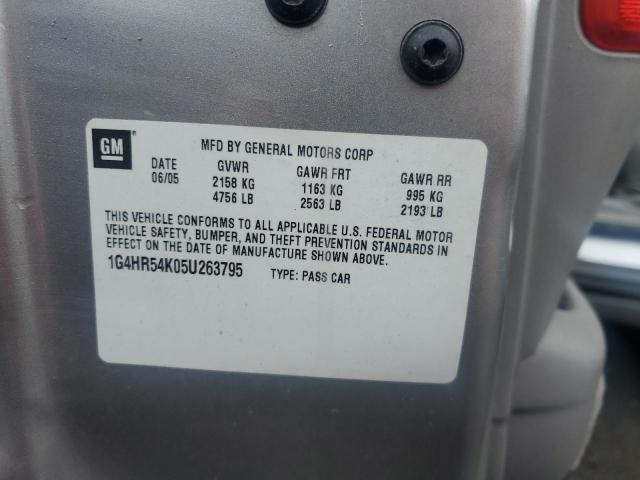 GM®
MFD BY GENERAL MOTORS CORP
DATE GVWR GAWR FRT GAWR RR
06/05 2158 KG 1163 KG 995 KG
4756 LB 2563 LB 2193 LB
THIS VEHICLE CONFORMS TO ALL APPLICABLE U.S. FEDERAL MOTOR
VEHICLE SAFETY, BUMPER, AND THEFT PREVENTION STANDARDS IN
EFFECT ON THE DATE OF MANUFACTURE SHOWN ABOVE.
1G4HR54K05U263795 TYPE: PASS CAR